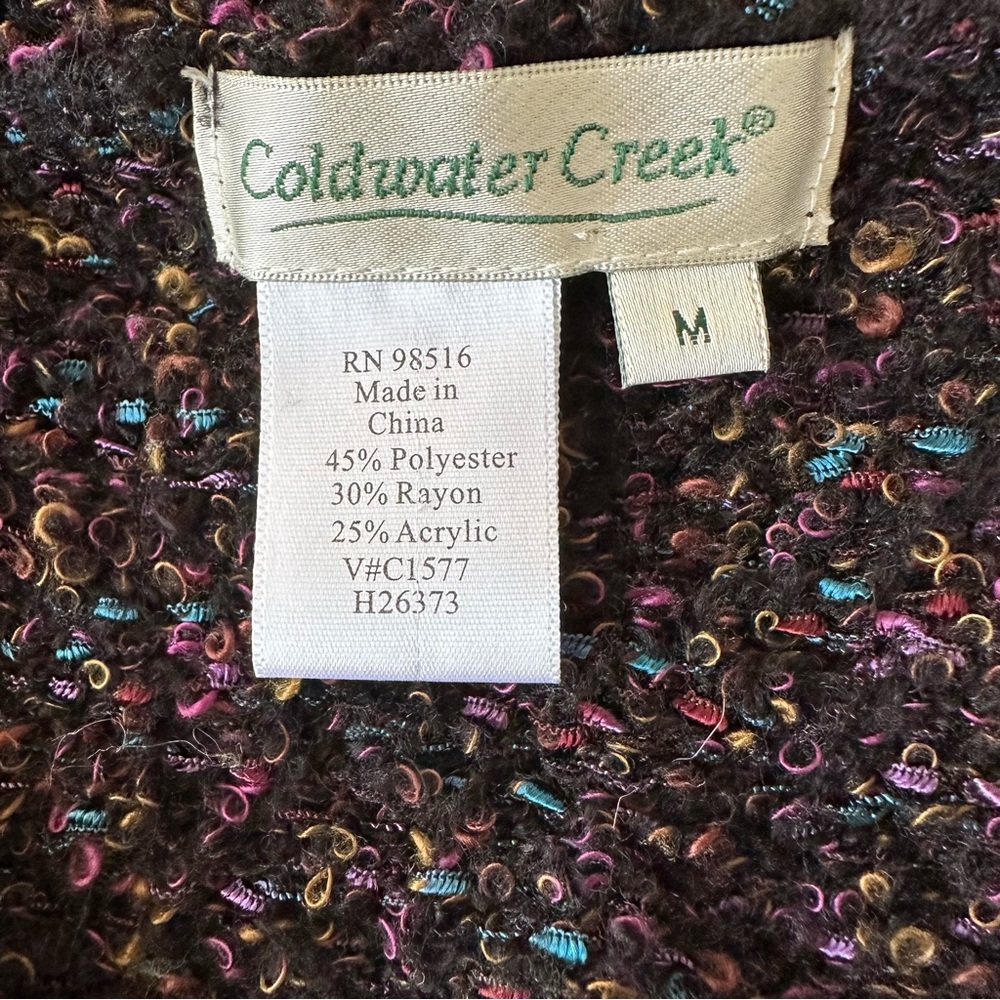 Coldwater Creek®
M
RN 98516
Made in
China
45% Polyester
30% Rayon
25% Acrylic
V#C1577
H26373